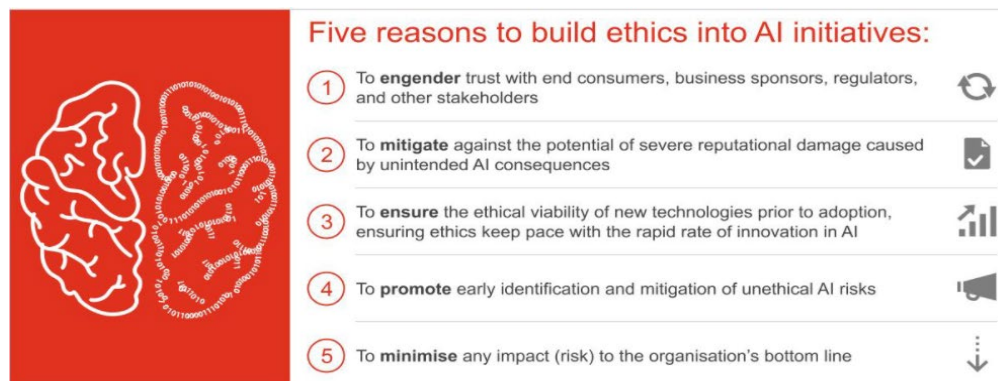 Five reasons to build ethics into AI initiatives:
1
To engender trust with end consumers, business sponsors, regulators,
and other stakeholders
2
To mitigate against the potential of severe reputational damage caused
by unintended AI consequences
3
To ensure the ethical viability of new technologies prior to adoption,
ensuring ethics keep pace with the rapid rate of innovation in AI
4
To promote early identification and mitigation of unethical AI risks
5
To minimise any impact (risk) to the organisation's bottom line